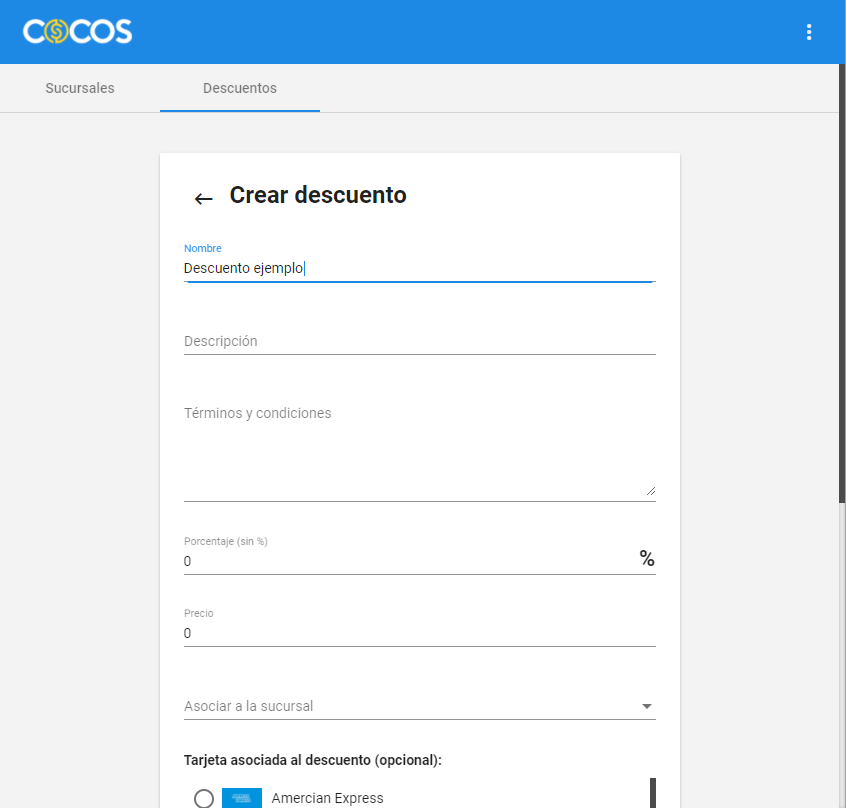 COCOS
Sucursales Descuentos
Crear descuento
Nombre
Descuento ejemplo
Descripción
Términos y condiciones
Porcentaje (sin %)
0 %
Precio
0
Asociar a la sucursal
Tarjeta asociada al descuento (opcional):
Amercian Express